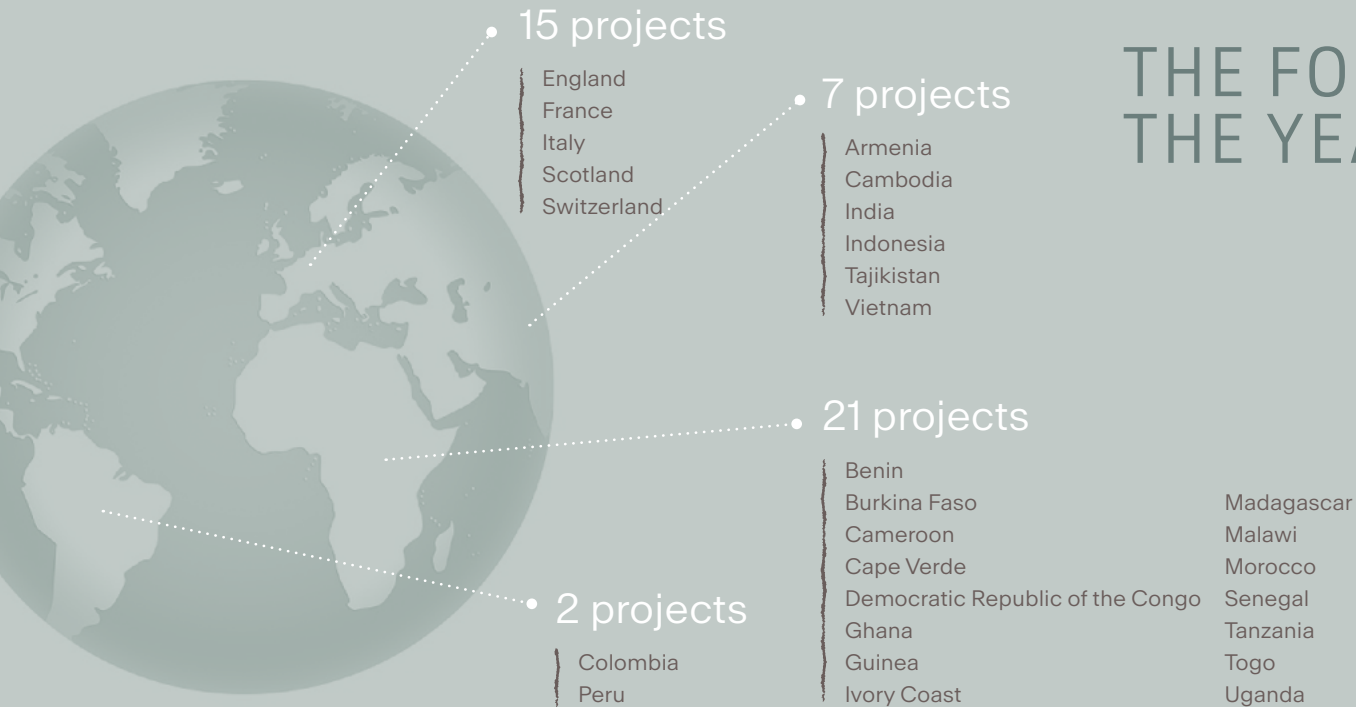 15 projects
England
France
Italy
Scotland
Switzerland
7 projects
Armenia
Cambodia
India
Indonesia
Tajikistan
Vietnam
THE FO
THE YEA
21 projects
Benin
Burkina Faso
Cameroon
Cape Verde
Democratic Republic of the Congo
Ghana
Guinea
Ivory Coast
Madagascar
Malawi
Morocco
Senegal
Tanzania
Togo
Uganda
2 projects
Colombia
Peru